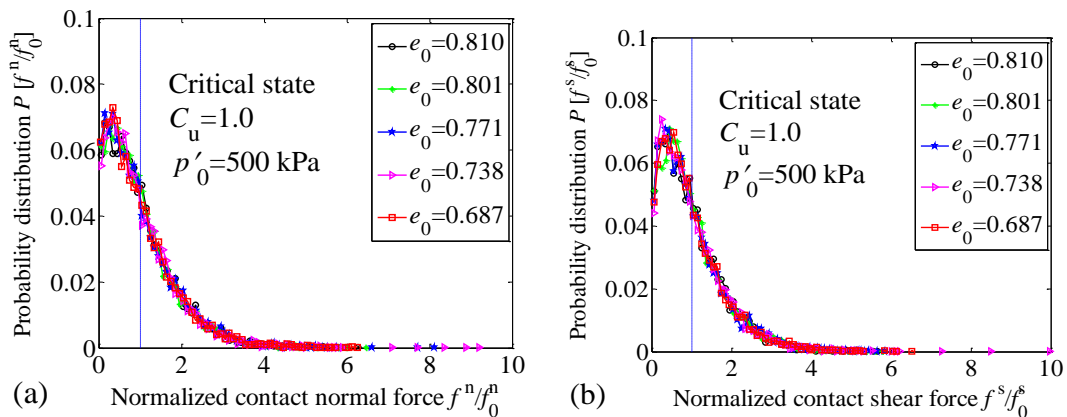 0.1
0.08
0.06
0.04
0.02
0
0 2 4 6 8 10
Probability distribution P [fⁿ/f₀ⁿ]
Critical state
Cᵤ=1.0
p′₀=500 kPa
e₀=0.810
e₀=0.801
e₀=0.771
e₀=0.738
e₀=0.687
(a)
Normalized contact normal force fⁿ/f₀ⁿ
0.1
0.08
0.06
0.04
0.02
0
0 2 4 6 8 10
Probability distribution P [fˢ/f₀ˢ]
Critical state
Cᵤ=1.0
p′₀=500 kPa
e₀=0.810
e₀=0.801
e₀=0.771
e₀=0.738
e₀=0.687
(b)
Normalized contact shear force fˢ/f₀ˢ